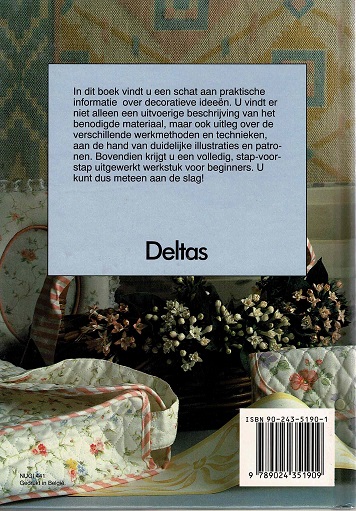 In dit boek vindt u een schat aan praktische
informatie over decoratieve ideeën. U vindt er
niet alleen een uitvoerige beschrijving van het
benodigde materiaal, maar ook uitleg over de
verschillende werkmethoden en technieken,
aan de hand van duidelijke illustraties en patro-
nen. Bovendien krijgt u een volledig, stap-voor-
stap uitgewerkt werkstuk voor beginners. U
kunt dus meteen aan de slag!
Deltas
ISBN 90-243-5190-1
9 789024 351909
NUGI 441
Gedrukt in België